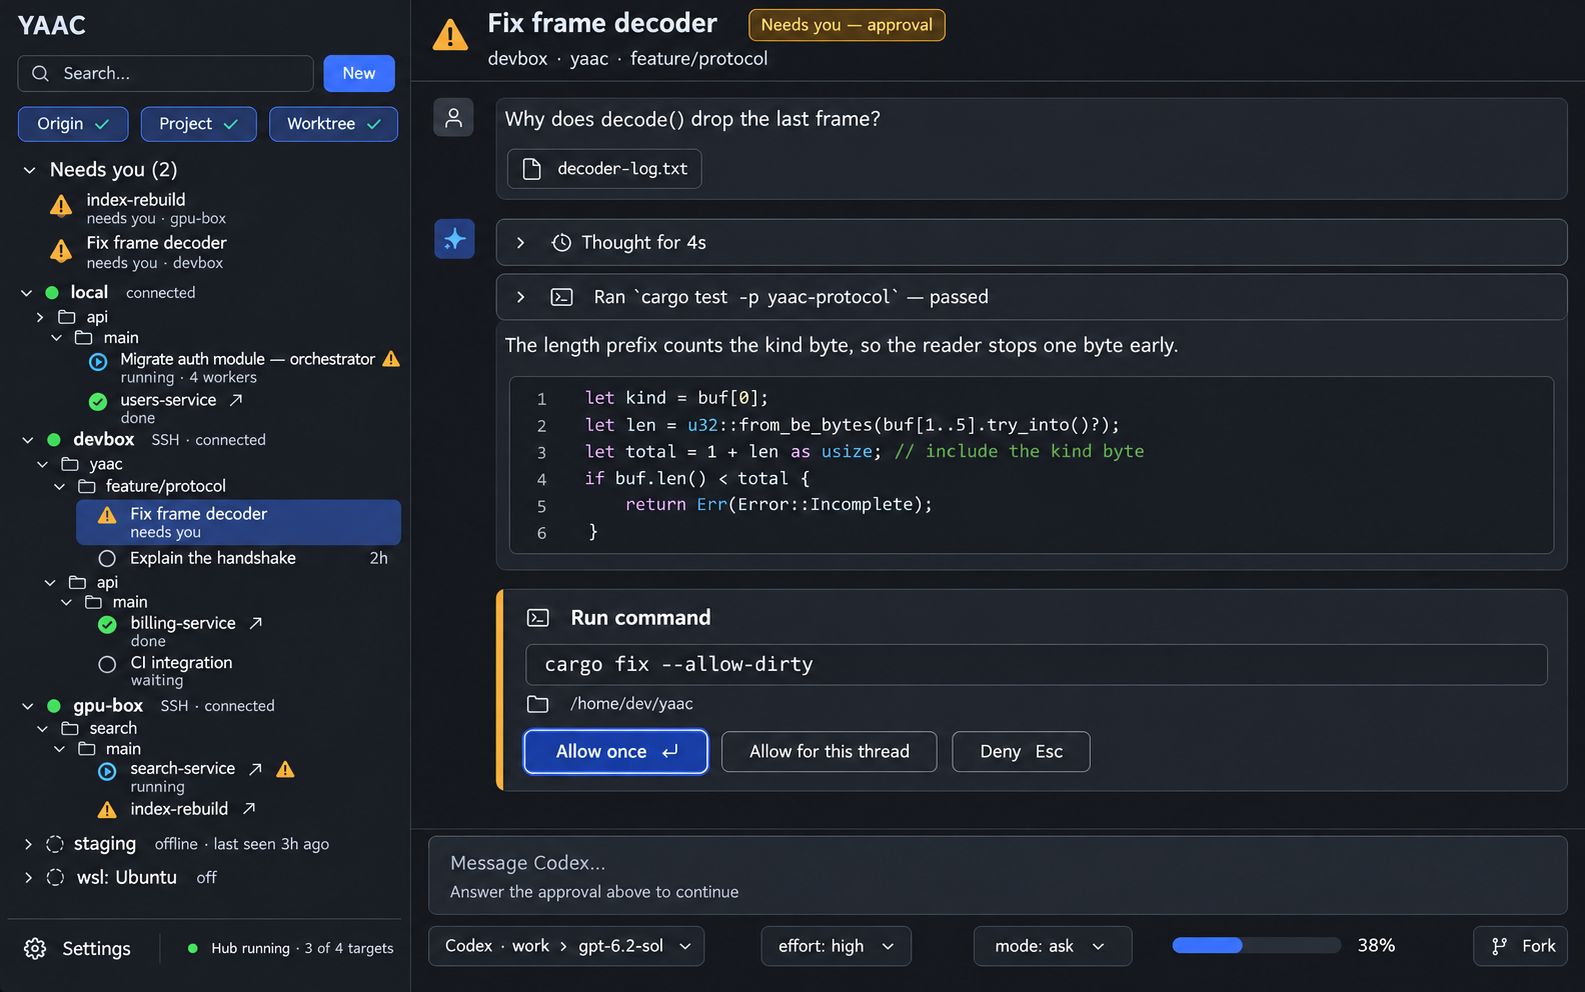 YAAC
Search...
New
Origin
Project
Worktree
Needs you (2)
index-rebuild
needs you · gpu-box
Fix frame decoder
needs you · devbox
local connected
api
main
Migrate auth module — orchestrator
running · 4 workers
users-service ↗
done
devbox SSH · connected
yaac
feature/protocol
Fix frame decoder
needs you
Explain the handshake 2h
api
main
billing-service ↗
done
CI integration
waiting
gpu-box SSH · connected
search
main
search-service ↗
running
index-rebuild ↗
staging offline · last seen 3h ago
wsl: Ubuntu off
Settings
Hub running · 3 of 4 targets
Fix frame decoder
Needs you — approval
devbox · yaac · feature/protocol
Why does decode() drop the last frame?
decoder-log.txt
Thought for 4s
Ran `cargo test -p yaac-protocol` — passed
The length prefix counts the kind byte, so the reader stops one byte early.
1 let kind = buf[0];
2 let len = u32::from_be_bytes(buf[1..5].try_into()?);
3 let total = 1 + len as usize; // include the kind byte
4 if buf.len() < total {
5     return Err(Error::Incomplete);
6 }
Run command
cargo fix --allow-dirty
/home/dev/yaac
Allow once ↵
Allow for this thread
Deny Esc
Message Codex...
Answer the approval above to continue
Codex · work > gpt-6.2-sol
effort: high
mode: ask
38%
Fork